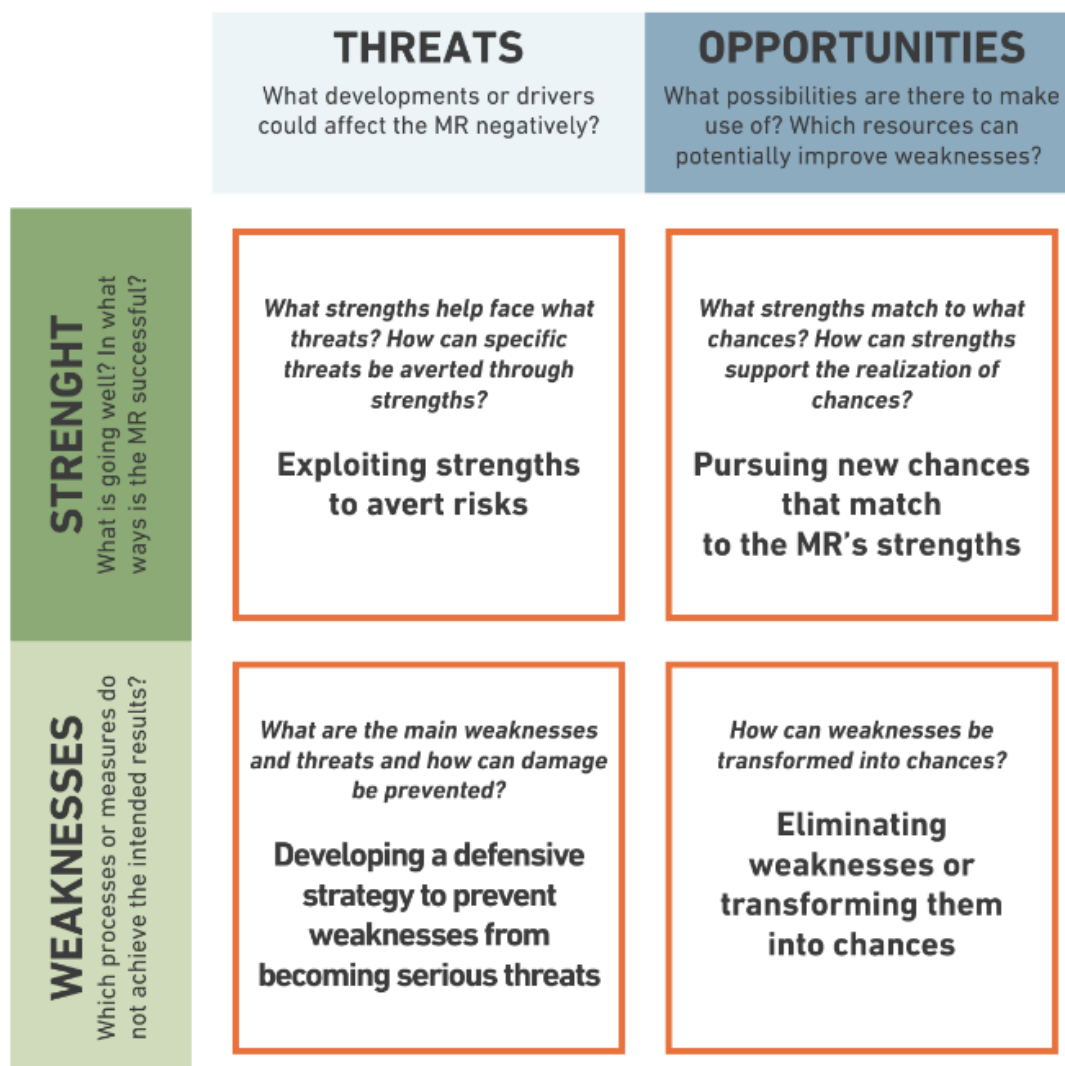 THREATS
What developments or drivers
could affect the MR negatively?
OPPORTUNITIES
What possibilities are there to make
use of? Which resources can
potentially improve weaknesses?
STRENGHT
What is going well? In what
ways is the MR successful?
What strengths help face what
threats? How can specific
threats be averted through
strengths?
Exploiting strengths
to avert risks
What strengths match to what
chances? How can strengths
support the realization of
chances?
Pursuing new chances
that match
to the MR's strengths
WEAKNESSES
Which processes or measures do
not achieve the intended results?
What are the main weaknesses
and threats and how can damage
be prevented?
Developing a defensive
strategy to prevent
weaknesses from
becoming serious threats
How can weaknesses be
transformed into chances?
Eliminating
weaknesses or
transforming them
into chances